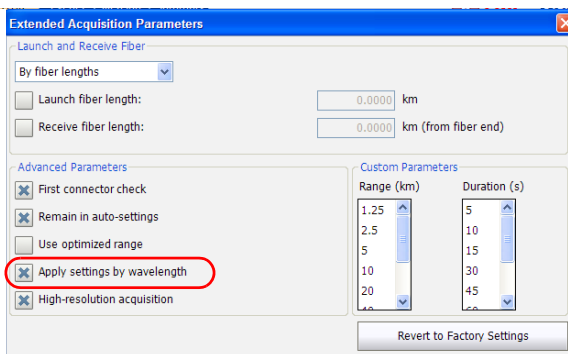 Extended Acquisition Parameters
Launch and Receive Fiber
By fiber lengths
Launch fiber length:
0.0000 km
Receive fiber length:
0.0000 km (from fiber end)
Advanced Parameters
First connector check
Remain in auto-settings
Use optimized range
Apply settings by wavelength
High-resolution acquisition
Custom Parameters
Range (km) Duration (s)
1.25 5
2.5 10
5 15
10 30
20 45
Revert to Factory Settings